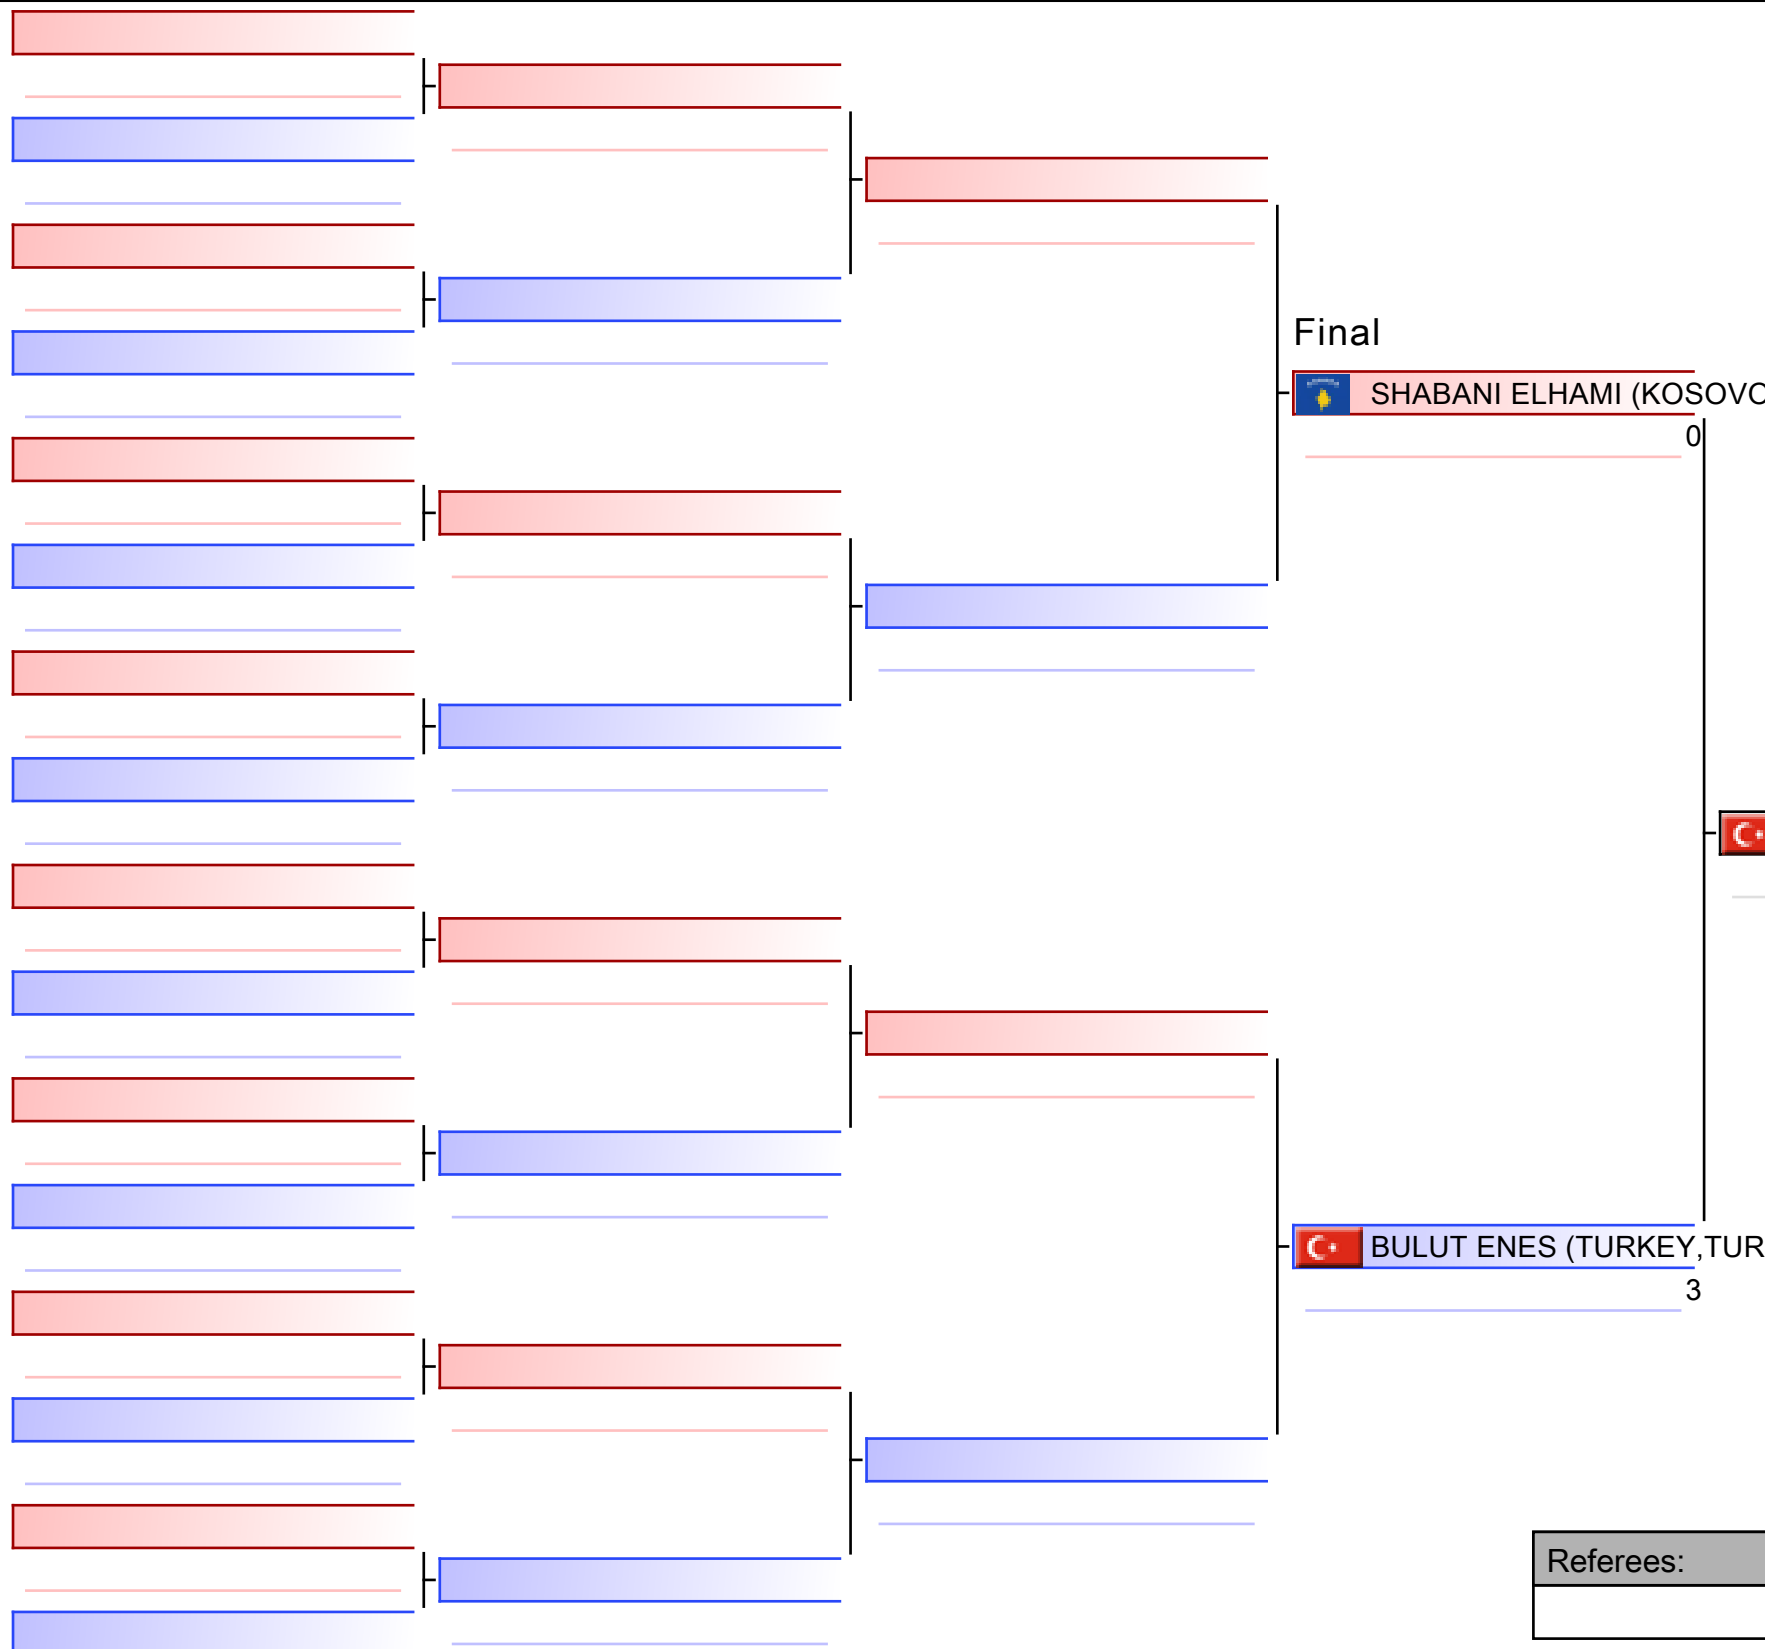 Final
SHABANI ELHAMI (KOSOVO
0
BULUT ENES (TURKEY,TUR
3
Referees: